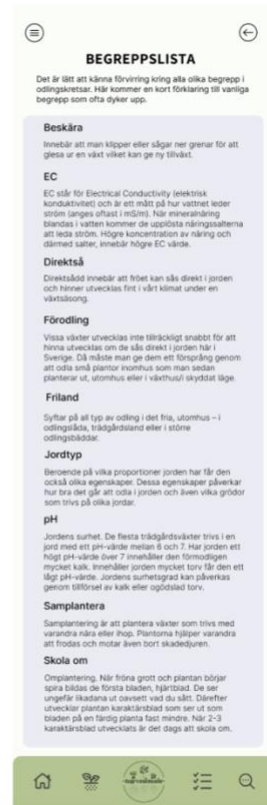 BEGREPPSLISTA
Det är lätt att känna förvirring kring alla olika begrepp i
odlingskretsar. Här kommer en kort förklaring till vanliga
begrepp som ofta dyker upp.
Beskära
Innebär att man klipper eller sågar ner grenar för att
glesa ur en växt vilket kan ge ny tillväxt.
EC
EC står för Electrical Conductivity (elektrisk
konduktivitet) och är ett mått på hur vattnet leder
ström (anges oftast i mS/m). När mineralnäring
blandas i vatten kommer de upplösta näringssalterna
att leda ström. Högre koncentration av näring och
därmed salter, innebär högre EC värde.
Direktså
Direktsådd innebär att fröet kan sås direkt i jorden
och hinner utvecklas fint i vårt klimat under en
växtsäsong.
Förodling
Vissa växter utvecklas inte tillräckligt snabbt för att
hinna utvecklas om de sås direkt i jorden här i
Sverige. Då måste man ge dem ett försprång genom
att odla små plantor inomhus som man sedan
planterar ut, utomhus eller i växthus/i skyddat läge.
Friland
Syftar på all typ av odling i det fria, utomhus – i
odlingslåda, trädgårdsland eller i större
odlingsbäddar.
Jordtyp
Beroende på vilka proportioner jorden har får den
också olika egenskaper. Dessa egenskaper påverkar
hur bra det går att odla i jorden och även vilka grödor
som trivs på olika jordar.
pH
Jordens surhet. De flesta trädgårdsväxter trivs i en
jord med ett pH-värde mellan 6 och 7. Har jorden ett
högt pH-värde över 7 innehåller den förmodligen
mycket kalk. Innehåller jorden mycket torv får den ett
lågt pH-värde. Jordens surhetsgrad kan påverkas
genom tillförsel av kalk eller ogödslad torv.
Samplantera
Samplantering är att plantera växter som trivs med
varandra nära eller ihop. Plantorna hjälper varandra
att frodas och motar även bort skadedjuren.
Skola om
Omplantering. När fröna grott och plantan börjar
spira bildas de första bladen, hjärtblad. De ser
ungefär likadana ut oavsett vad du sått. Därefter
utvecklar plantan karaktärsblad som ser ut som
bladen på en färdig planta fast mindre. När 2-3
karaktärsblad utvecklats är det dags att skola om.